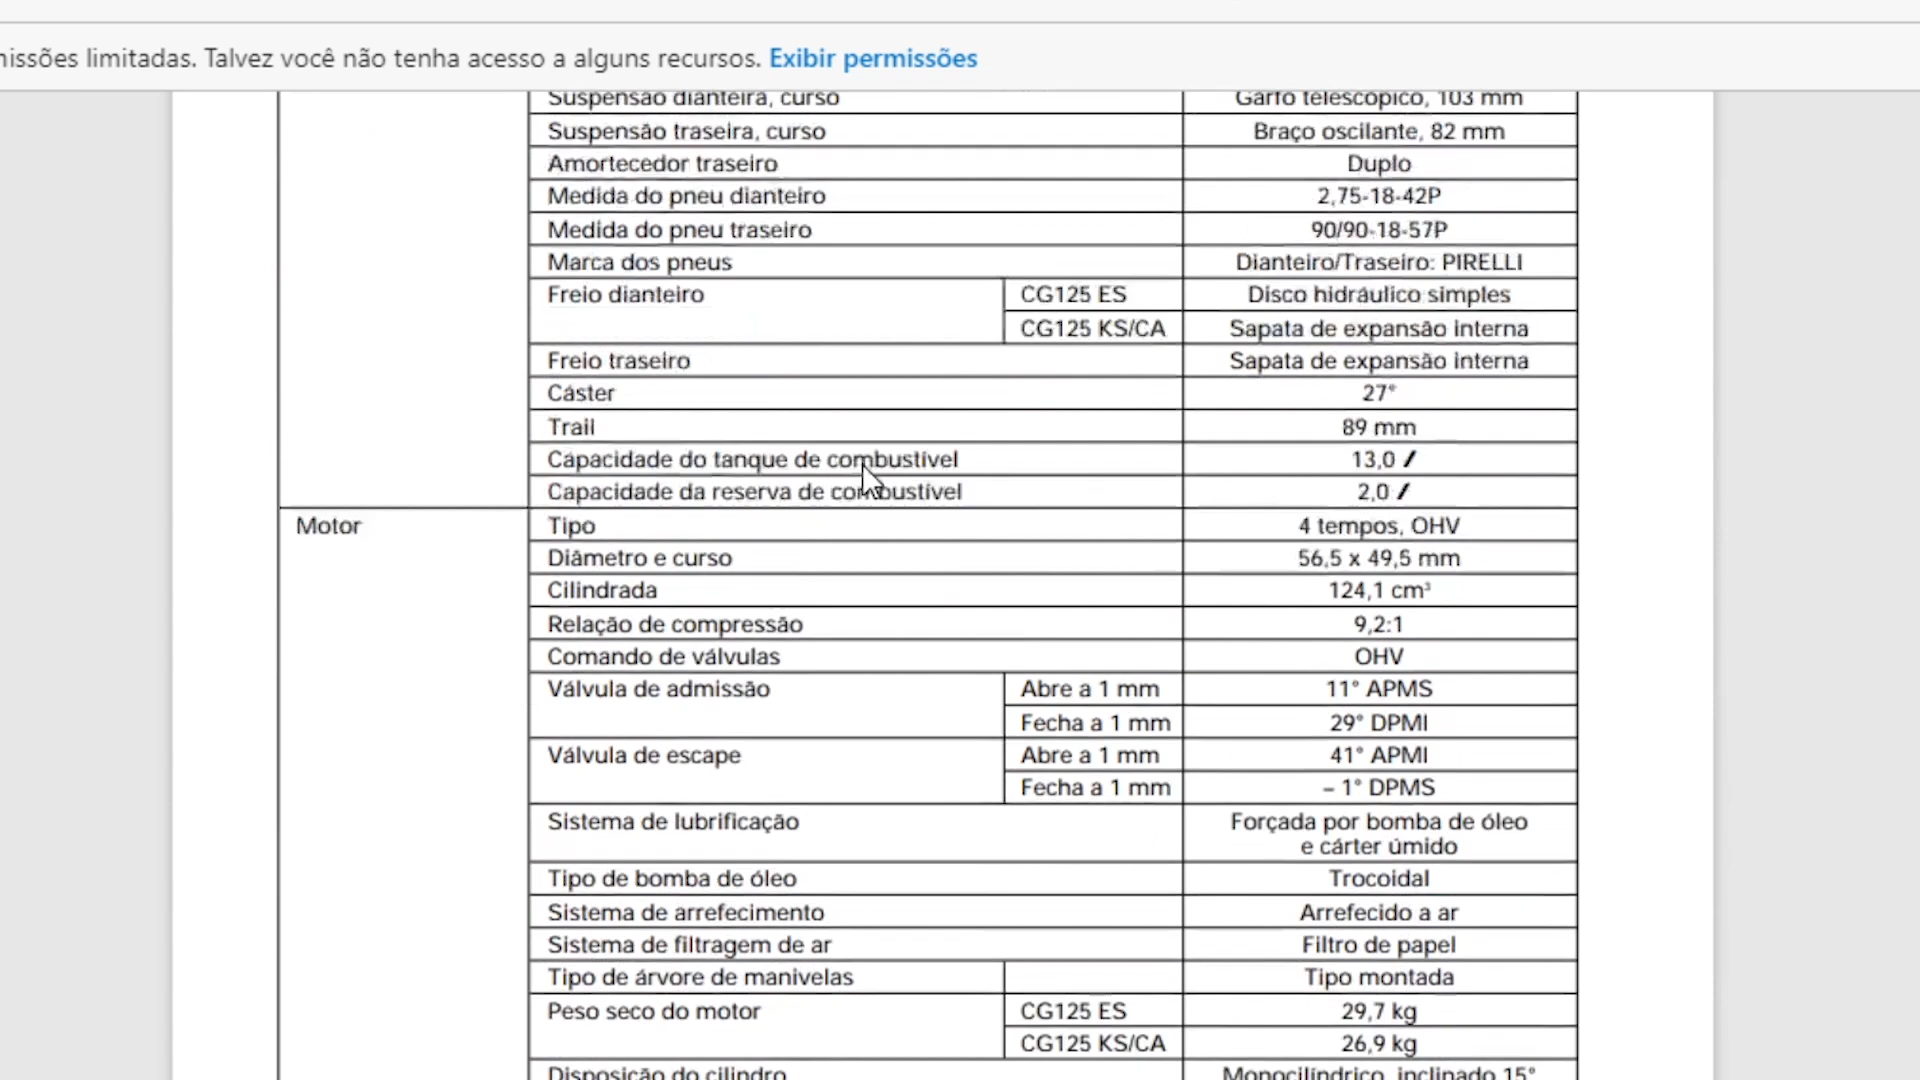 missões limitadas. Talvez você não tenha acesso a alguns recursos. Exibir permissões
Suspensão dianteira, curso Garfo telescópico, 103 mm
Suspensão traseira, curso Braço oscilante, 82 mm
Amortecedor traseiro Duplo
Medida do pneu dianteiro 2,75-18-42P
Medida do pneu traseiro 90/90-18-57P
Marca dos pneus Dianteiro/Traseiro: PIRELLI
Freio dianteiro CG125 ES Disco hidráulico simples
CG125 KS/CA Sapata de expansão interna
Freio traseiro Sapata de expansão interna
Cáster 27°
Trail 89 mm
Capacidade do tanque de combustível 13,0 l
Capacidade da reserva de combustível 2,0 l
Motor Tipo 4 tempos, OHV
Diâmetro e curso 56,5 x 49,5 mm
Cilindrada 124,1 cm³
Relação de compressão 9,2:1
Comando de válvulas OHV
Válvula de admissão Abre a 1 mm 11° APMS
Fecha a 1 mm 29° DPMI
Válvula de escape Abre a 1 mm 41° APMI
Fecha a 1 mm – 1° DPMS
Sistema de lubrificação Forçada por bomba de óleo
e cárter úmido
Tipo de bomba de óleo Trocoidal
Sistema de arrefecimento Arrefecido a ar
Sistema de filtragem de ar Filtro de papel
Tipo de árvore de manivelas Tipo montada
Peso seco do motor CG125 ES 29,7 kg
CG125 KS/CA 26,9 kg
Disposição do cilindro Monocilíndrico, inclinado 15°